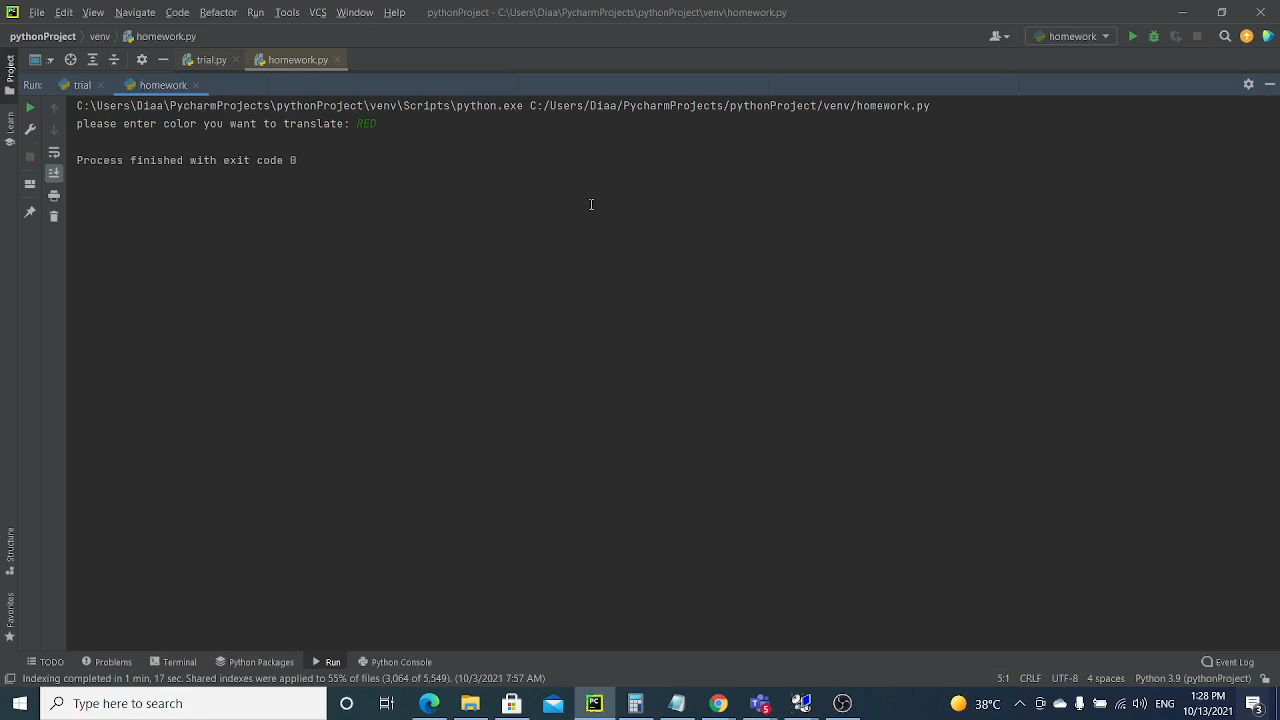 File Edit View Navigate Code Refactor Run Tools VCS Window Help pythonProject - C:\Users\Diaa\PycharmProjects\pythonProject\venv\homework.py
pythonProject venv homework.py homework
Project trial.py homework.py
Run: trial homework
Learn
C:\Users\Diaa\PycharmProjects\pythonProject\venv\Scripts\python.exe C:/Users/Diaa/PycharmProjects/pythonProject/venv/homework.py
please enter color you want to translate: RED
Process finished with exit code 0
Structure
Favorites
TODO Problems Terminal Python Packages Run Python Console Event Log
Indexing completed in 1 min, 17 sec. Shared indexes were applied to 55% of files (3,064 of 5,549). (10/3/2023 7:57 AM) 5:1 CRLF UTF-8 4 spaces Python 3.9 (pythonProject)
Type here to search 38°C ENG 1:28 PM
10/13/2021